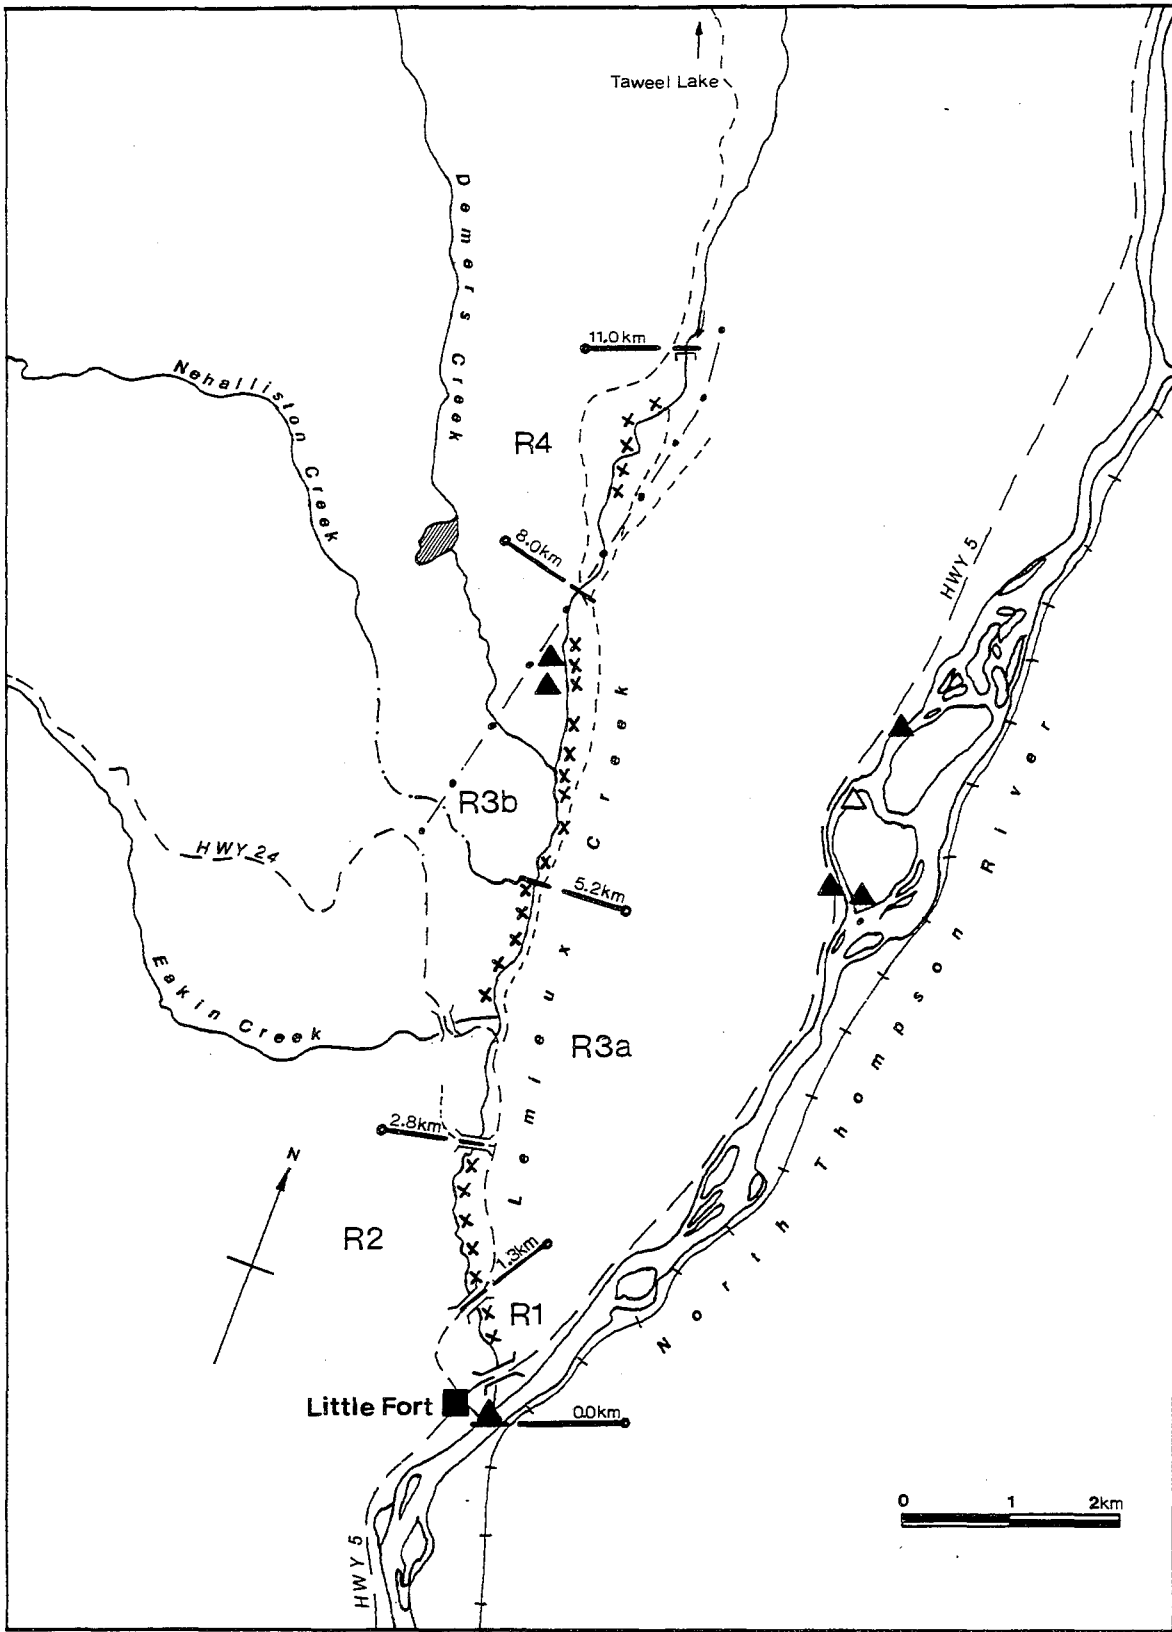 Taweel Lake
Demers Creek
11.0km
Nehalliston Creek
R4
8.0km
HWY 5
Lemieux Creek
R3b
HWY 24
5.2km
North Thompson River
Eakin Creek
R3a
2.8km
N
R2
1.3km
R1
Little Fort
0.0km
0 1 2km
HWY 5